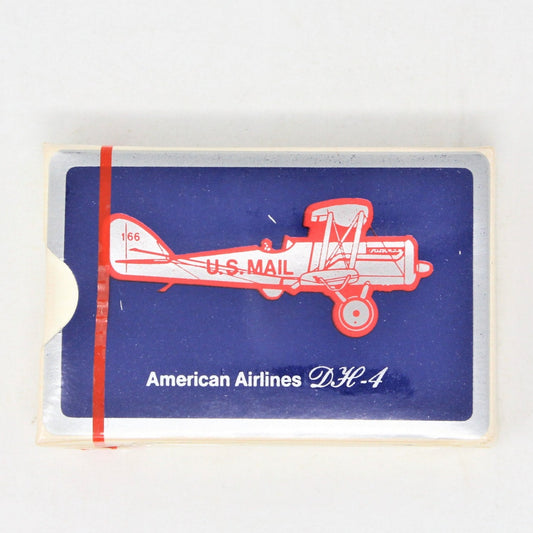 166
U.S. MAIL
American Airlines DH-4